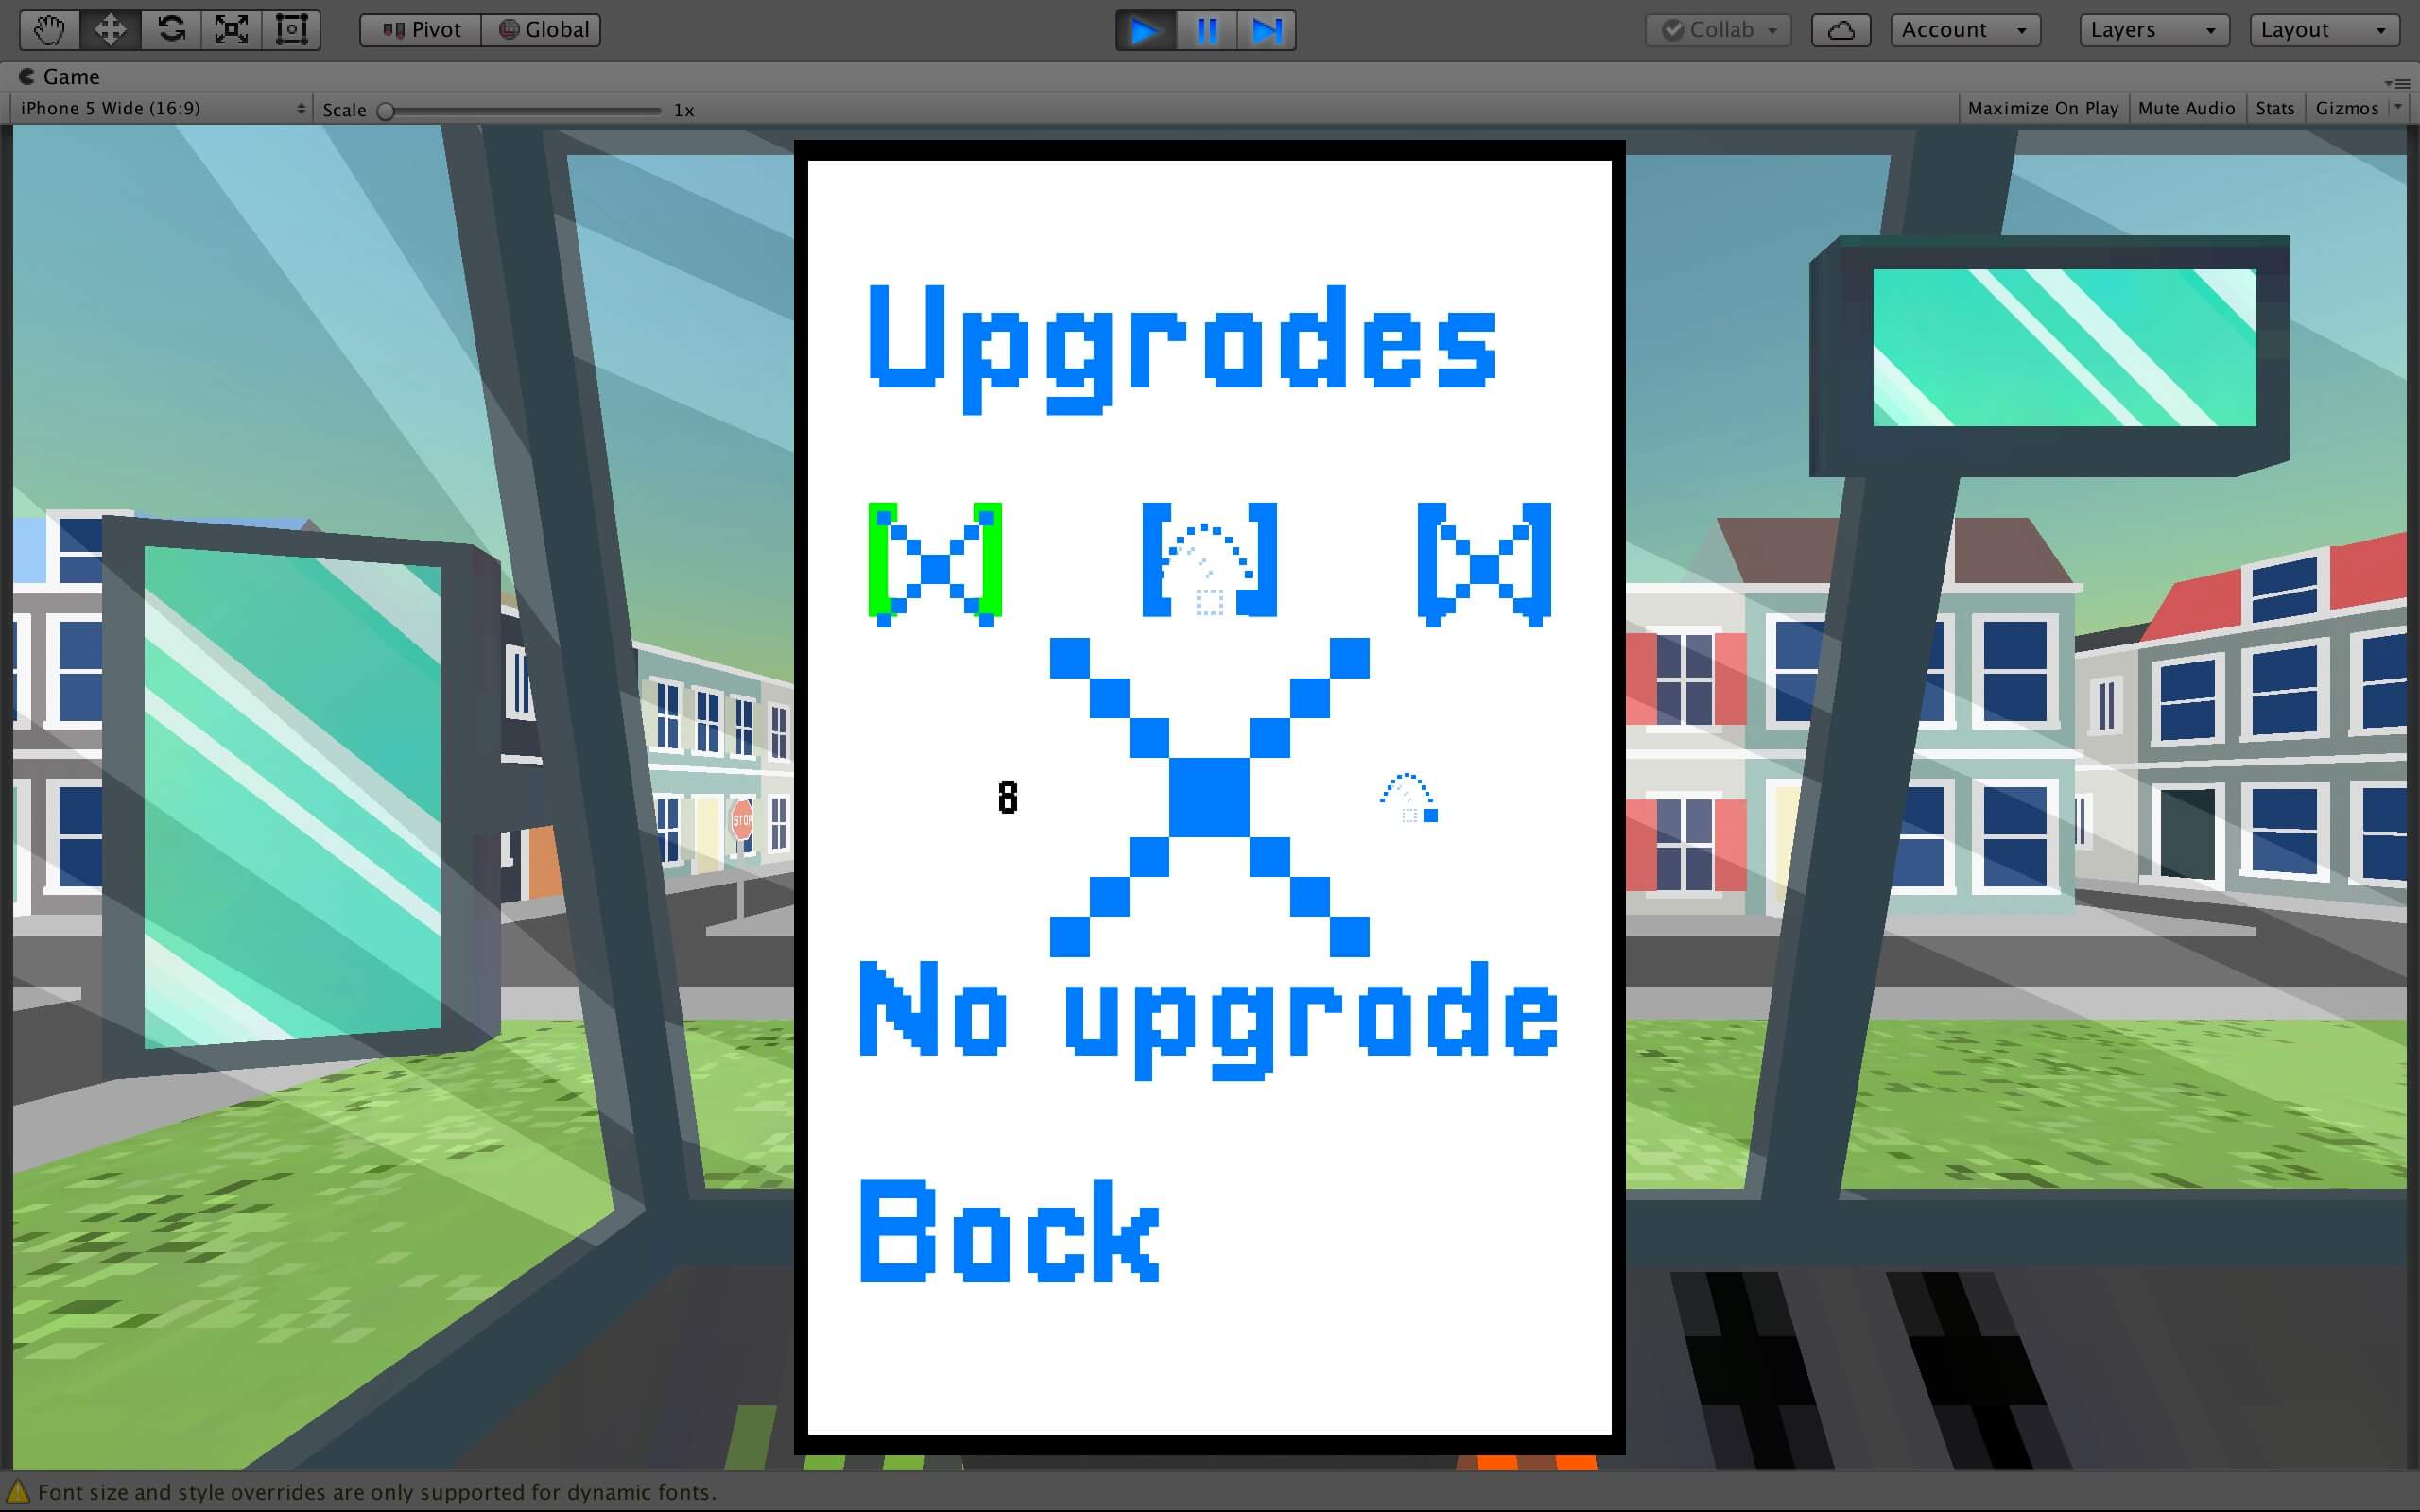 Pivot Global Collab Account Layers Layout
Game
iPhone 5 Wide (16:9) Scale 1x Maximize On Play Mute Audio Stats Gizmos
Upgrades
STOP
8
No upgrade
Back
Font size and style overrides are only supported for dynamic fonts.